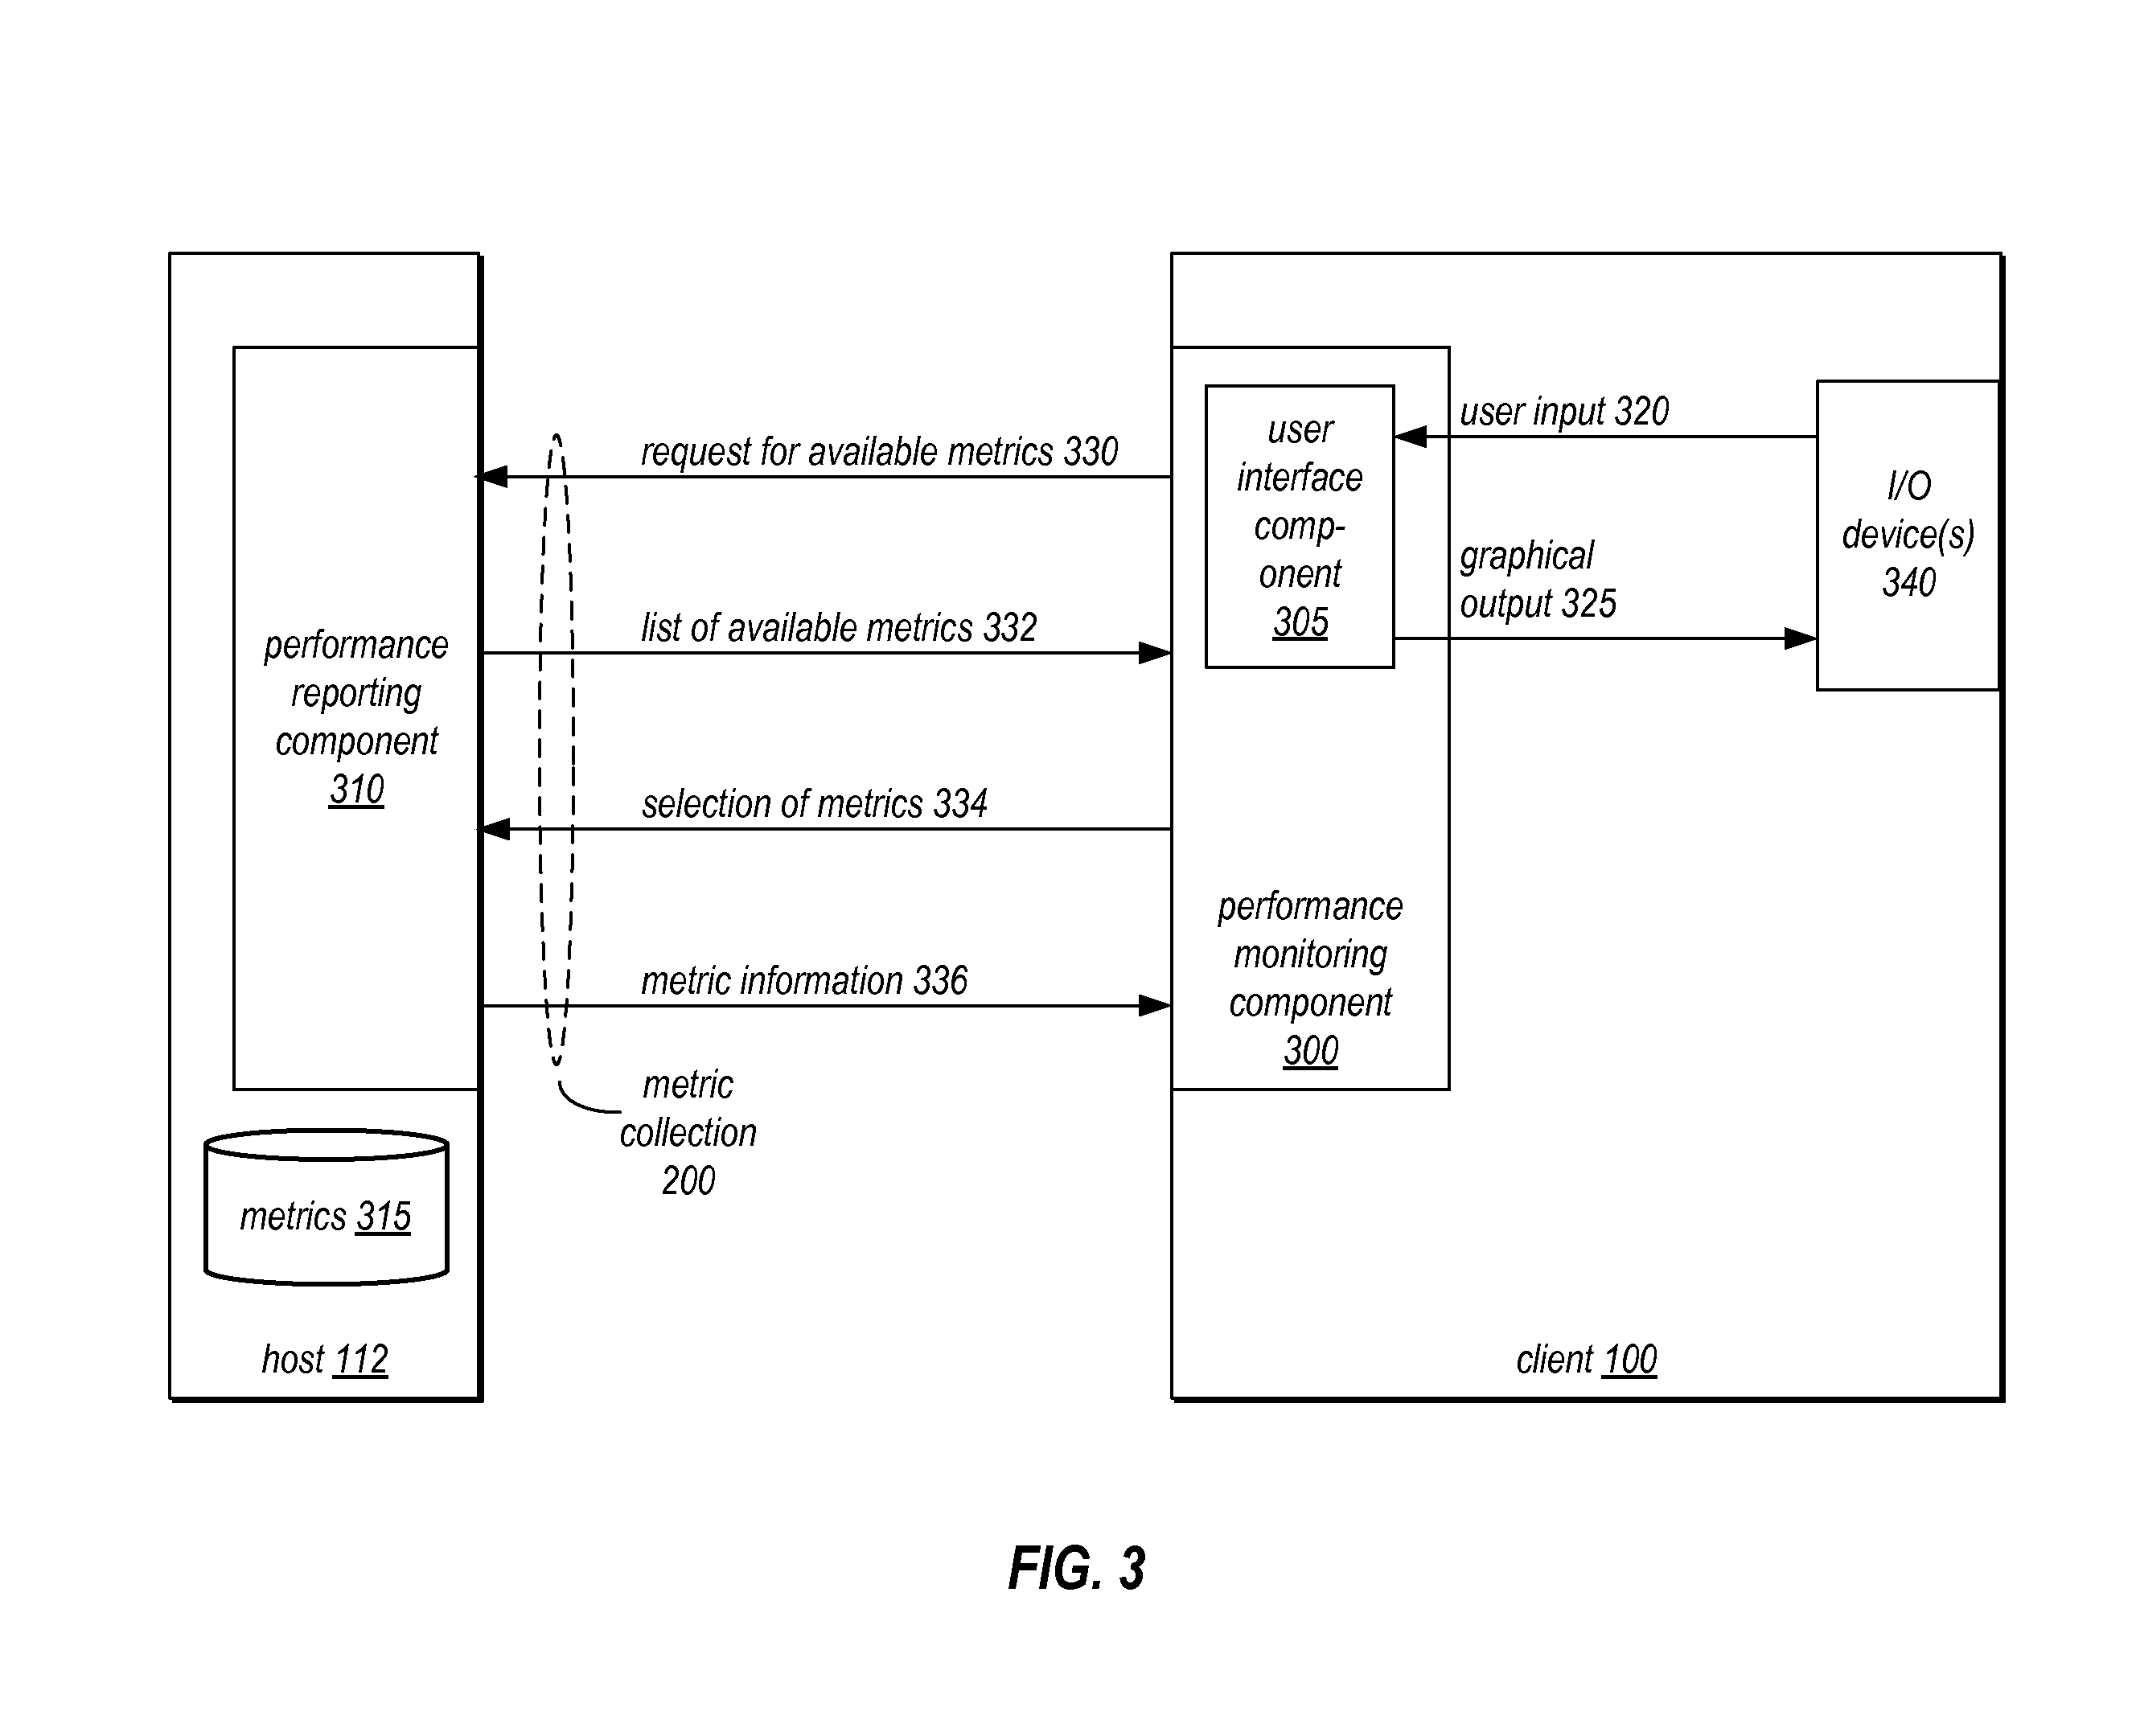 request for available metrics 330
list of available metrics 332
selection of metrics 334
metric information 336
metric
collection
200
performance
reporting
component
310
metrics 315
host 112
user
interface
comp-
onent
305
performance
monitoring
component
300
user input 320
graphical
output 325
I/O
device(s)
340
client 100
FIG. 3